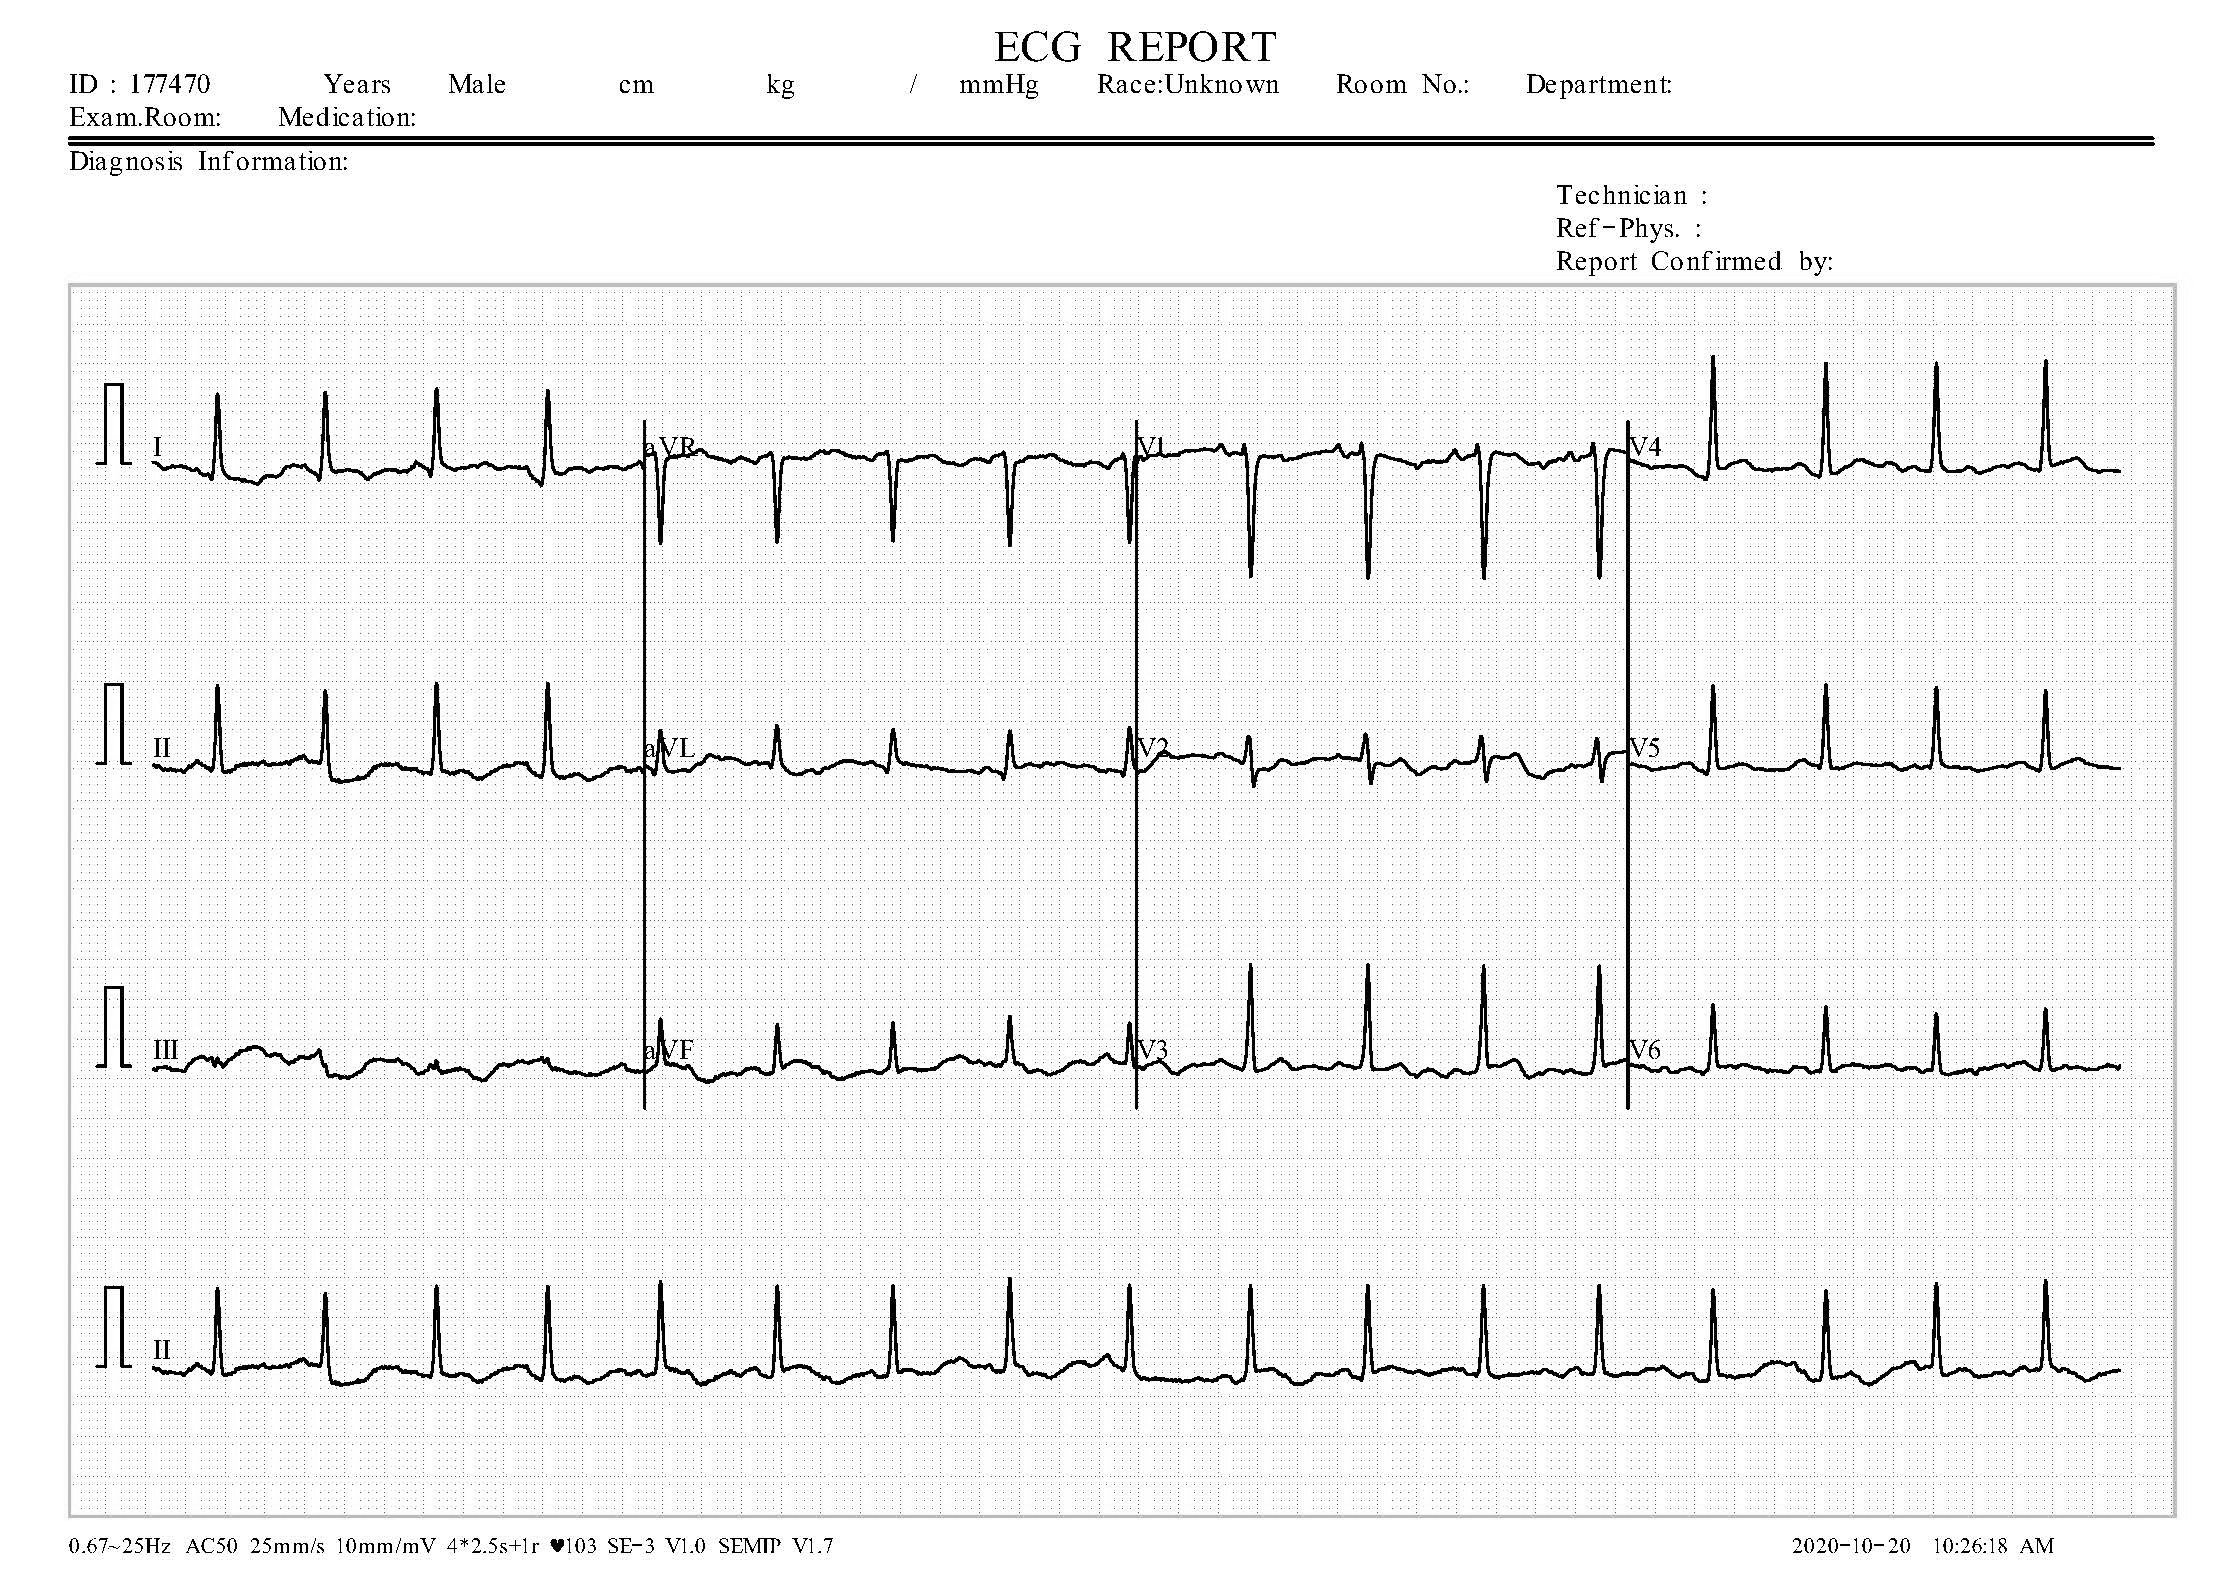 ECG REPORT
ID : 177470 Years Male cm kg / mmHg Race:Unknown Room No.: Department:
Exam.Room: Medication:
Diagnosis Information:
Technician :
Ref-Phys. :
Report Confirmed by:
I aVR V1 V4
II aVL V2 V5
III aVF V3 V6
II
0.67~25Hz AC50 25mm/s 10mm/mV 4*2.5s+1r ♥103 SE-3 V1.0 SEMIP V1.7 2020-10-20 10:26:18 AM